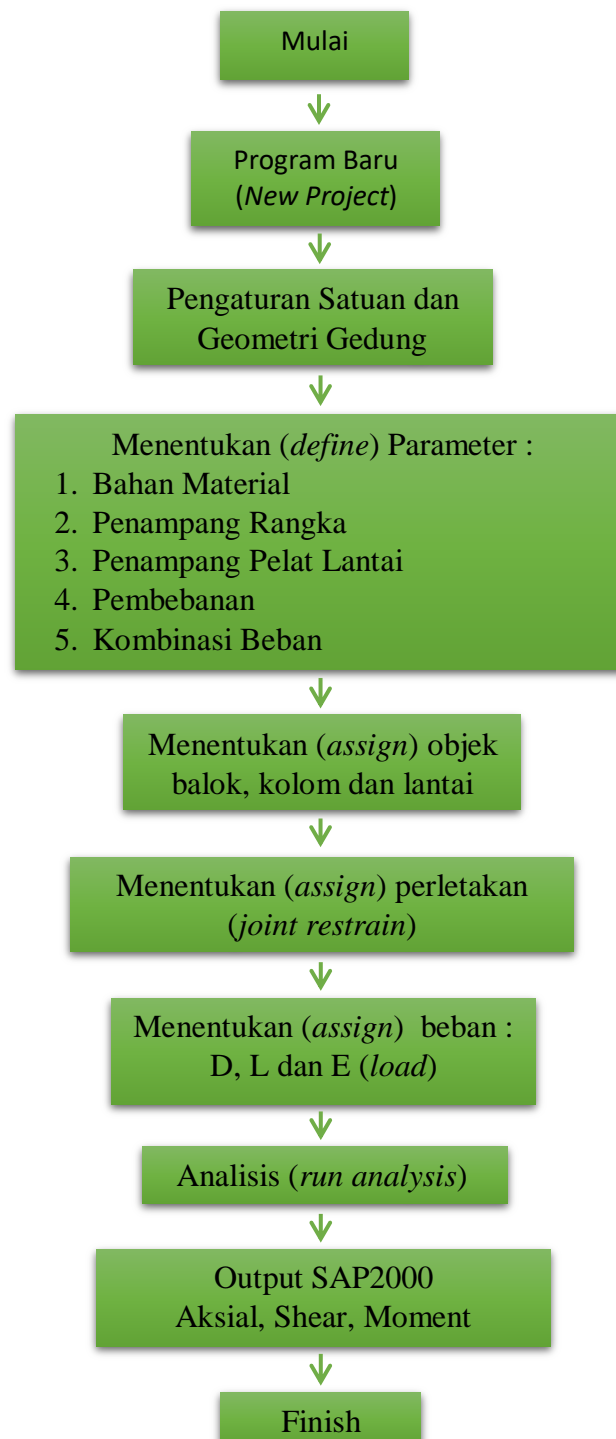 Mulai
Program Baru
(New Project)
Pengaturan Satuan dan
Geometri Gedung
Menentukan (define) Parameter :
1. Bahan Material
2. Penampang Rangka
3. Penampang Pelat Lantai
4. Pembebanan
5. Kombinasi Beban
Menentukan (assign) objek
balok, kolom dan lantai
Menentukan (assign) perletakan
(joint restrain)
Menentukan (assign) beban :
D, L dan E (load)
Analisis (run analysis)
Output SAP2000
Aksial, Shear, Moment
Finish